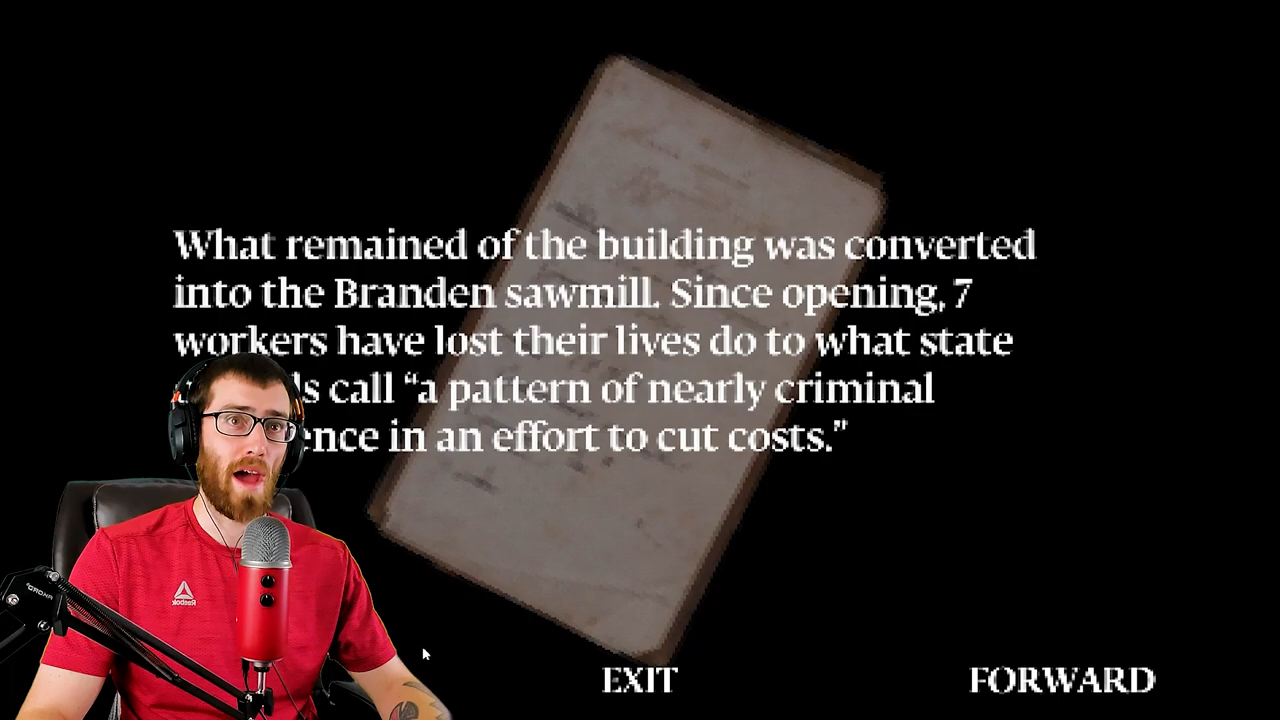 What remained of the building was converted
into the Branden sawmill. Since opening, 7
workers have lost their lives do to what state
call “a pattern of nearly criminal
in an effort to cut costs.”
EXIT
FORWARD